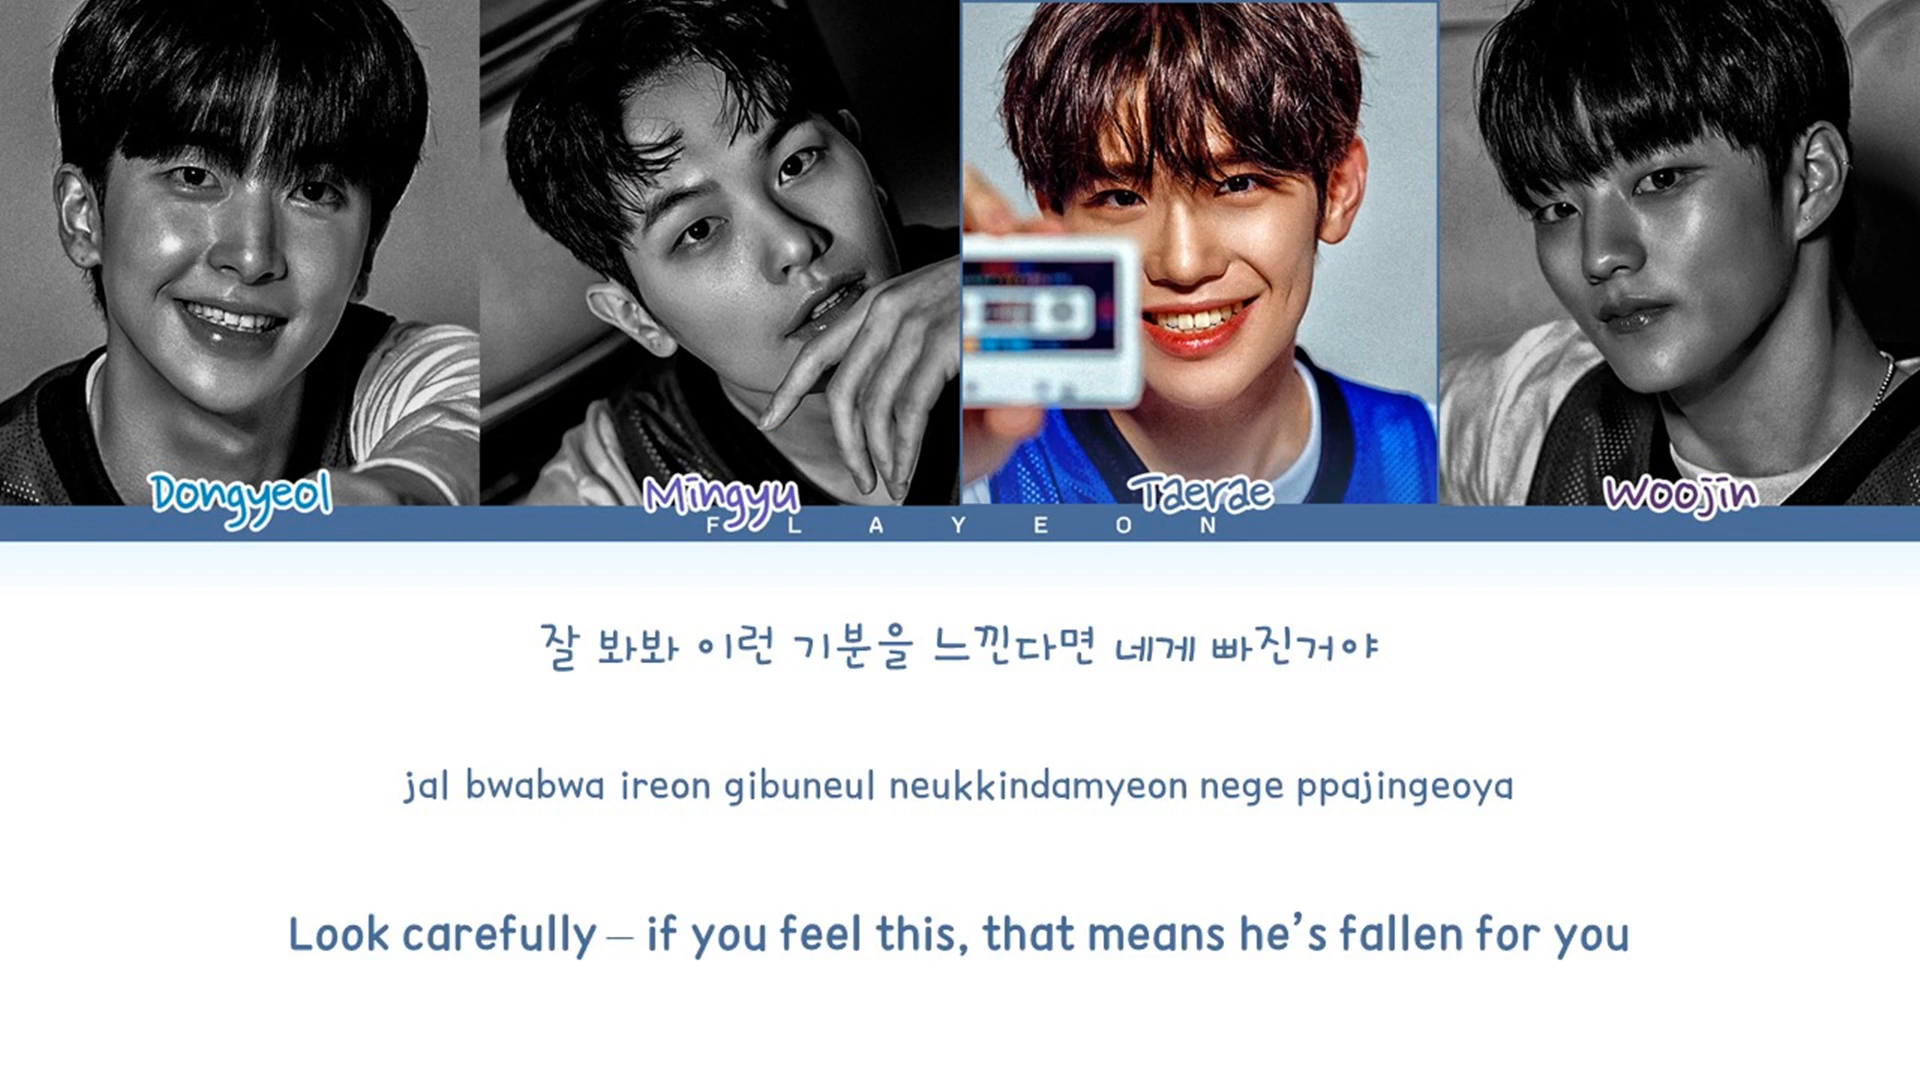 Dongyeol Mingyu Taerae Woojin
FLAYEON
잘 봐봐 이런 기분을 느낀다면 네게 빠진거야
jal bwabwa ireon gibuneul neukkindamyeon nege ppajingeoya
Look carefully – if you feel this, that means he’s fallen for you